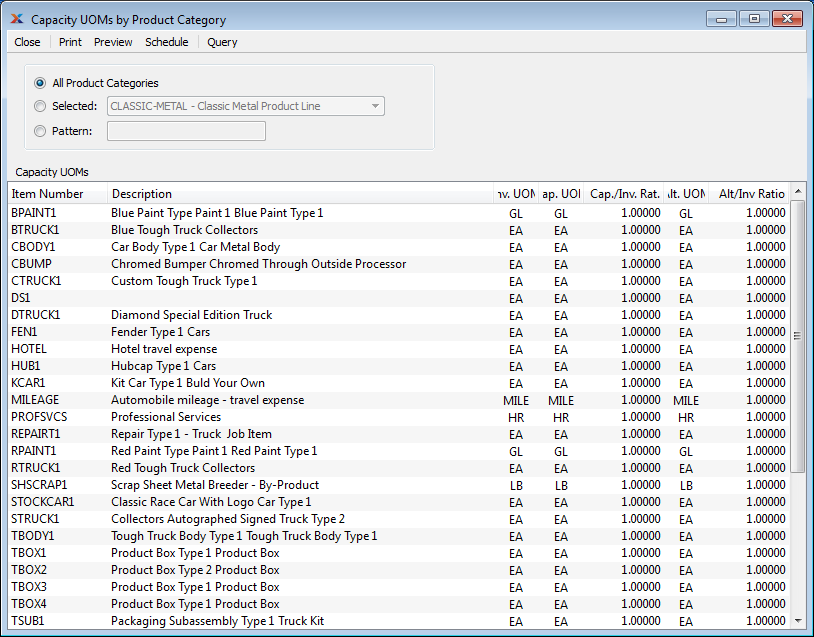 Capacity UOMs by Product Category
Close Print Preview Schedule Query
All Product Categories
Selected: CLASSIC-METAL - Classic Metal Product Line
Pattern:
Capacity UOMs
Item Number Description nv. UOM ap. UOI Cap./Inv. Rat. lt. UOM Alt/Inv Ratio
BPAINT1 Blue Paint Type Paint 1 Blue Paint Type 1 GL GL 1.00000 GL 1.00000
BTRUCK1 Blue Tough Truck Collectors EA EA 1.00000 EA 1.00000
CBODY1 Car Body Type 1 Car Metal Body EA EA 1.00000 EA 1.00000
CBUMP Chromed Bumper Chromed Through Outside Processor EA EA 1.00000 EA 1.00000
CTRUCK1 Custom Tough Truck Type 1 EA EA 1.00000 EA 1.00000
DS1 EA EA 1.00000 EA 1.00000
DTRUCK1 Diamond Special Edition Truck EA EA 1.00000 EA 1.00000
FEN1 Fender Type 1 Cars EA EA 1.00000 EA 1.00000
HOTEL Hotel travel expense EA EA 1.00000 EA 1.00000
HUB1 Hubcap Type 1 Cars EA EA 1.00000 EA 1.00000
KCAR1 Kit Car Type 1 Buld Your Own EA EA 1.00000 EA 1.00000
MILEAGE Automobile mileage - travel expense MILE MILE 1.00000 MILE 1.00000
PROFSVCS Professional Services HR HR 1.00000 HR 1.00000
REPAIRT1 Repair Type 1 - Truck Job Item EA EA 1.00000 EA 1.00000
RPAINT1 Red Paint Type Paint 1 Red Paint Type 1 GL GL 1.00000 GL 1.00000
RTRUCK1 Red Tough Truck Collectors EA EA 1.00000 EA 1.00000
SHSCRAP1 Scrap Sheet Metal Breeder - By-Product LB LB 1.00000 LB 1.00000
STOCKCAR1 Classic Race Car With Logo Car Type 1 EA EA 1.00000 EA 1.00000
STRUCK1 Collectors Autographed Signed Truck Type 2 EA EA 1.00000 EA 1.00000
TBODY1 Tough Truck Body Type 1 Tough Truck Body Type 1 EA EA 1.00000 EA 1.00000
TBOX1 Product Box Type 1 Product Box EA EA 1.00000 EA 1.00000
TBOX2 Product Box Type 2 Product Box EA EA 1.00000 EA 1.00000
TBOX3 Product Box Type 1 Product Box EA EA 1.00000 EA 1.00000
TBOX4 Product Box Type 1 Product Box EA EA 1.00000 EA 1.00000
TSUB1 Packaging Subassembly Type 1 Truck Kit EA EA 1.00000 EA 1.00000